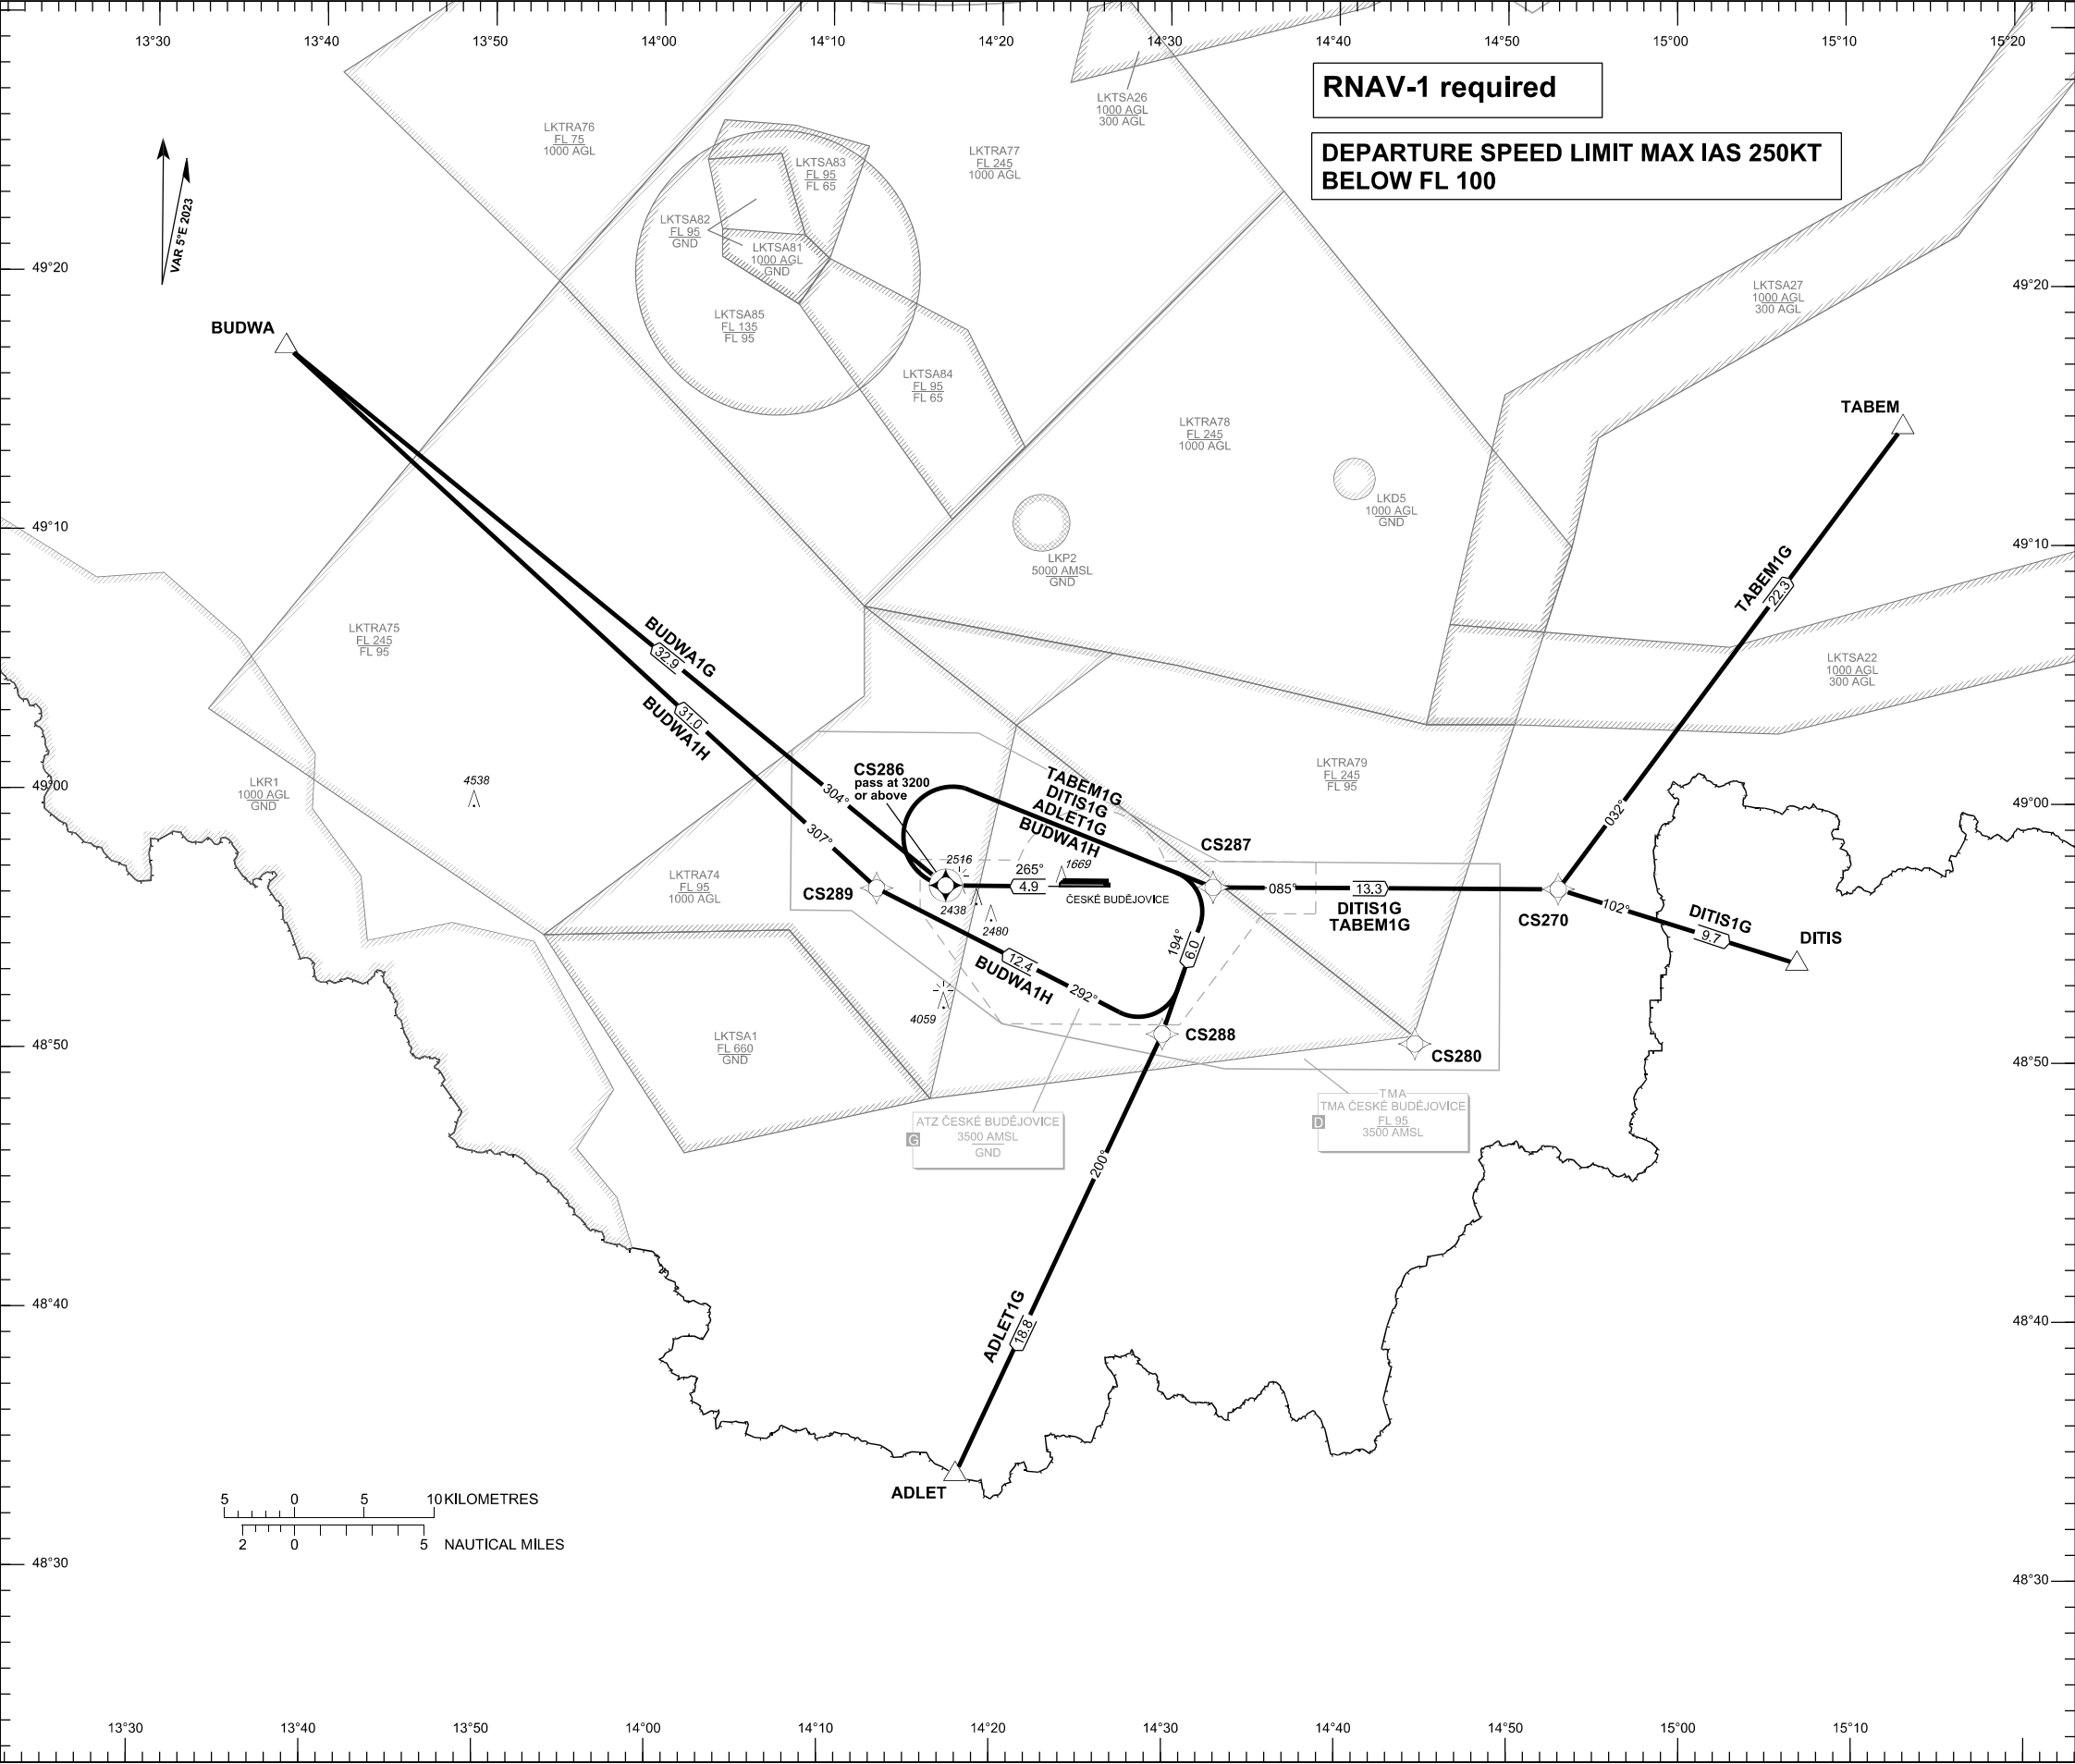 13°30
13°40
13°50
14°00
14°10
14°20
14°30
14°40
14°50
15°00
15°10
15°20
RNAV-1 required
DEPARTURE SPEED LIMIT MAX IAS 250KT
BELOW FL 100
VAR 5°E 2023
LKTRA76
FL 75
1000 AGL
LKTSA26
1000 AGL
300 AGL
LKTRA77
FL 245
1000 AGL
LKTSA83
FL 95
FL 65
LKTSA82
FL 95
GND
LKTSA81
1000 AGL
GND
49°20
49°20
LKTSA27
1000 AGL
300 AGL
LKTSA85
FL 135
FL 95
BUDWA
LKTSA84
FL 95
FL 65
TABEM
LKTRA78
FL 245
1000 AGL
LKD5
1000 AGL
GND
49°10
49°10
LKP2
5000 AMSL
GND
TABEM1G
22.3
LKTRA75
FL 245
FL 95
BUDWA1G
32.9
31.0
BUDWA1H
LKTSA22
1000 AGL
300 AGL
49°00
49°00
4538
LKR1
1000 AGL
GND
LKTRA79
FL 245
FL 95
CS286
pass at 3200
or above
304°
307°
TABEM1G
DITIS1G
ADLET1G
BUDWA1H
032°
CS287
2516
265°
4.9
1669
ČESKÉ BUDĚJOVICE
LKTRA74
FL 95
1000 AGL
CS289
2438
2480
085°
13.3
DITIS1G
TABEM1G
CS270
102°
DITIS1G
9.7
DITIS
194°
6.0
12.4
BUDWA1H
292°
4059
CS288
CS280
48°50
48°50
LKTSA1
FL 660
GND
ATZ ČESKÉ BUDĚJOVICE
G
3500 AMSL
GND
TMA
TMA ČESKÉ BUDĚJOVICE
D
FL 95
3500 AMSL
200°
48°40
48°40
ADLET1G
18.8
ADLET
5
0
5
10
KILOMETRES
2
0
5
NAUTICAL MILES
48°30
48°30
13°30
13°40
13°50
14°00
14°10
14°20
14°30
14°40
14°50
15°00
15°10